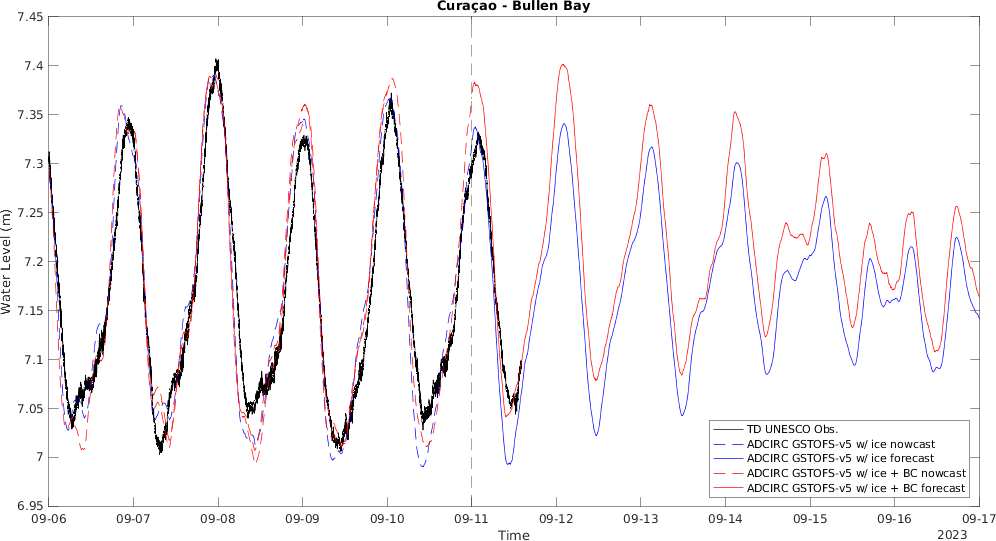 Curaçao - Bullen Bay
Water Level (m)
7.45
7.4
7.35
7.3
7.25
7.2
7.15
7.1
7.05
7
6.95
TD UNESCO Obs.
ADCIRC GSTOFS-v5 w/ ice nowcast
ADCIRC GSTOFS-v5 w/ ice forecast
ADCIRC GSTOFS-v5 w/ ice + BC nowcast
ADCIRC GSTOFS-v5 w/ ice + BC forecast
09-06 09-07 09-08 09-09 09-10 09-11 09-12 09-13 09-14 09-15 09-16 09-17
Time
2023